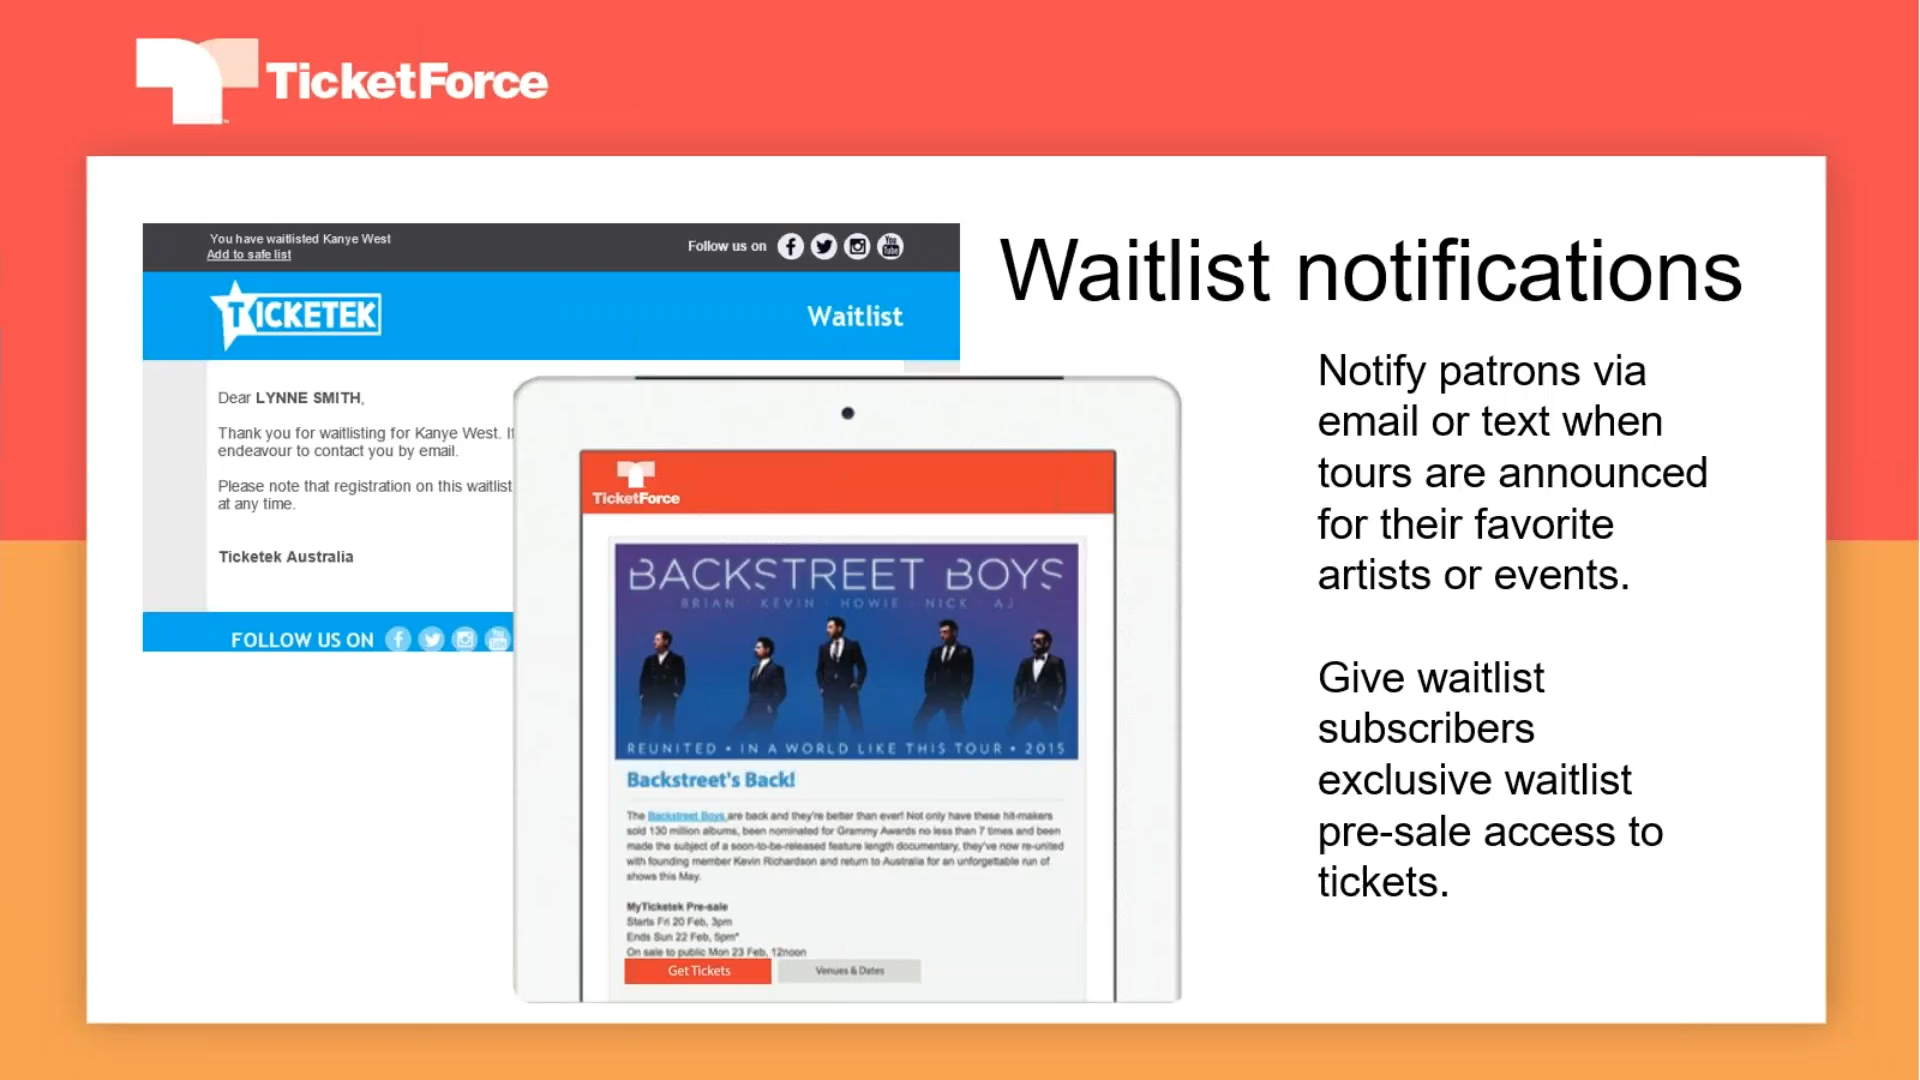 TicketForce
You have waitlisted Kanye West
Add to safe list
Follow us on
You Tube
TICKETEK
Waitlist
Dear LYNNE SMITH,
Thank you for waitlisting for Kanye West. If
endeavour to contact you by email.
Please note that registration on this waitlist
at any time.
Ticketek Australia
FOLLOW US ON
You Tube
TicketForce
BACKSTREET BOYS
BRIAN · KEVIN · HOWIE · NICK · AJ
REUNITED • IN A WORLD LIKE THIS TOUR • 2015
Backstreet's Back!
The Backstreet Boys are back and they're better than ever! Not only have these hit-makers
sold 130 million albums, been nominated for Grammy Awards no less than 7 times and been
made the subject of a soon-to-be-released feature length documentary, they've now re-united
with founding member Kevin Richardson and return to Australia for an unforgettable run of
shows this May.
MyTicketek Pre-sale
Starts Fri 20 Feb, 3pm
Ends Sun 22 Feb, 5pm*
On sale to public Mon 23 Feb, 12noon
Get Tickets
Venues & Dates
Waitlist notifications
Notify patrons via
email or text when
tours are announced
for their favorite
artists or events.
Give waitlist
subscribers
exclusive waitlist
pre-sale access to
tickets.